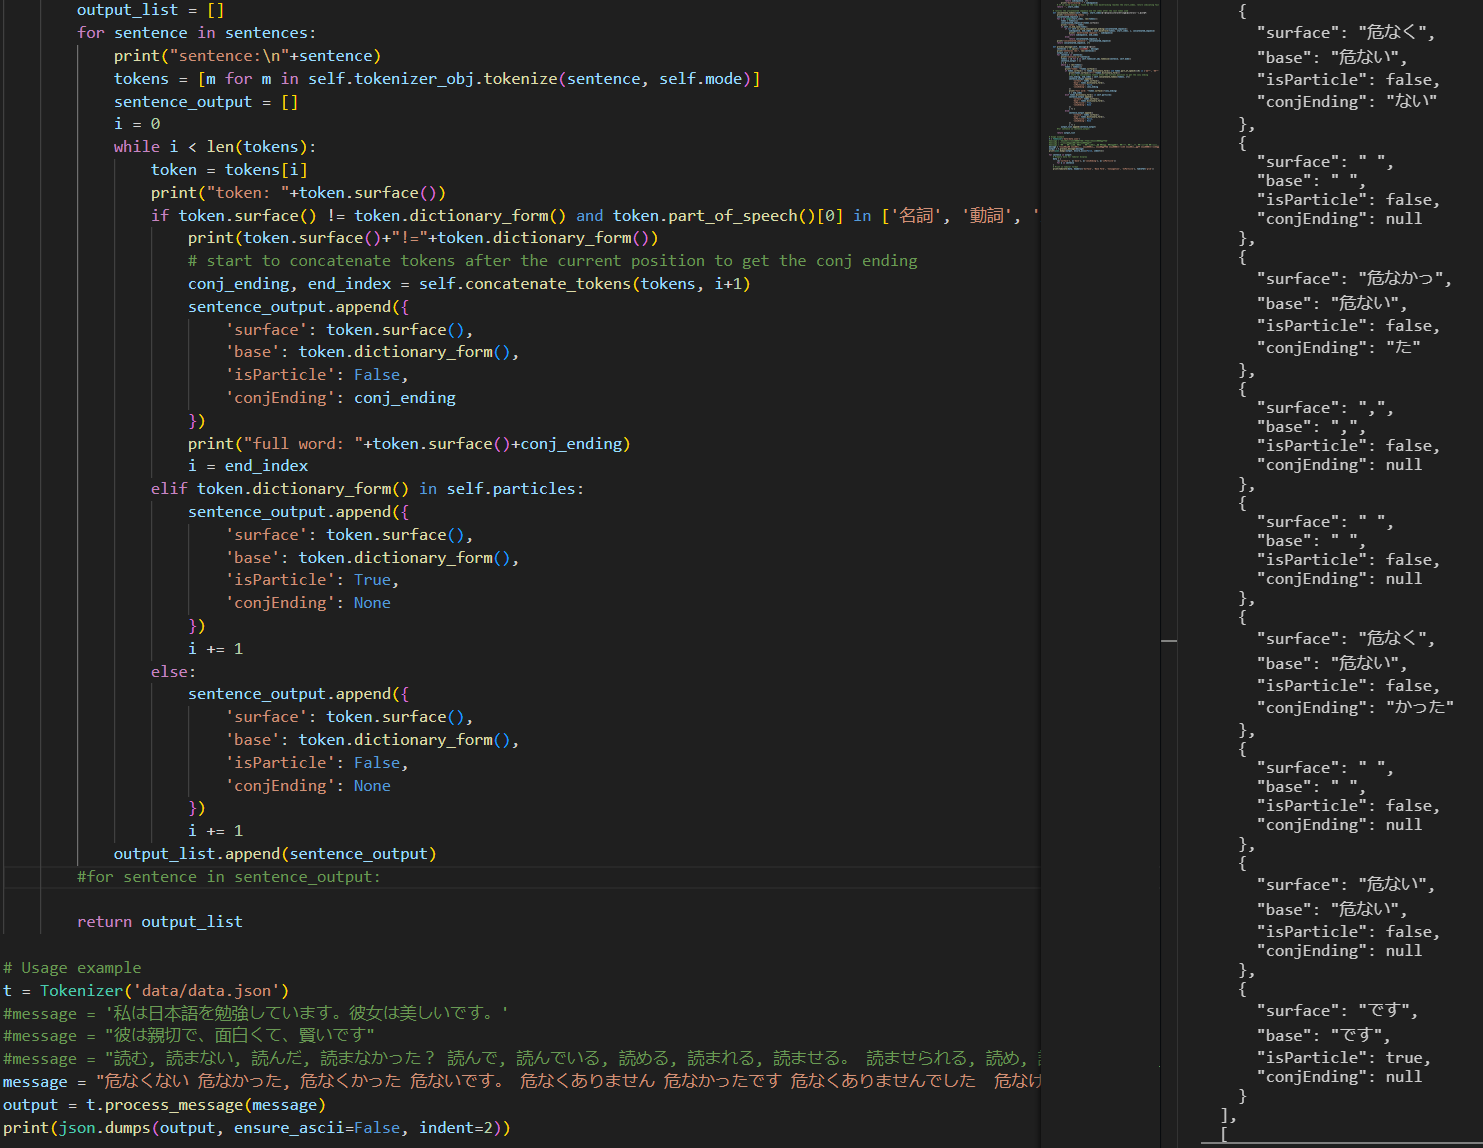 output_list = []
for sentence in sentences:
print("sentence:\n"+sentence)
tokens = [m for m in self.tokenizer_obj.tokenize(sentence, self.mode)]
sentence_output = []
i = 0
while i < len(tokens):
token = tokens[i]
print("token: "+token.surface())
if token.surface() != token.dictionary_form() and token.part_of_speech()[0] in ['名詞', '動詞', '
print(token.surface()+"!="+token.dictionary_form())
# start to concatenate tokens after the current position to get the conj ending
conj_ending, end_index = self.concatenate_tokens(tokens, i+1)
sentence_output.append({
'surface': token.surface(),
'base': token.dictionary_form(),
'isParticle': False,
'conjEnding': conj_ending
})
print("full word: "+token.surface()+conj_ending)
i = end_index
elif token.dictionary_form() in self.particles:
sentence_output.append({
'surface': token.surface(),
'base': token.dictionary_form(),
'isParticle': True,
'conjEnding': None
})
i += 1
else:
sentence_output.append({
'surface': token.surface(),
'base': token.dictionary_form(),
'isParticle': False,
'conjEnding': None
})
i += 1
output_list.append(sentence_output)
#for sentence in sentence_output:
return output_list
# Usage example
t = Tokenizer('data/data.json')
#message = '私は日本語を勉強しています。彼女は美しいです。'
#message = "彼は親切で、面白くて、賢いです"
#message = "読む, 読まない, 読んだ, 読まなかった？ 読んで, 読んでいる, 読める, 読まれる, 読ませる。 読ませられる, 読め,
message = "危なくない 危なかった, 危なくかった 危ないです。 危なくありません 危なかったです 危なくありませんでした  危なけ
output = t.process_message(message)
print(json.dumps(output, ensure_ascii=False, indent=2))
{
"surface": "危なく",
"base": "危ない",
"isParticle": false,
"conjEnding": "ない"
},
{
"surface": " ",
"base": " ",
"isParticle": false,
"conjEnding": null
},
{
"surface": "危なかっ",
"base": "危ない",
"isParticle": false,
"conjEnding": "た"
},
{
"surface": ",",
"base": ",",
"isParticle": false,
"conjEnding": null
},
{
"surface": " ",
"base": " ",
"isParticle": false,
"conjEnding": null
},
{
"surface": "危なく",
"base": "危ない",
"isParticle": false,
"conjEnding": "かった"
},
{
"surface": " ",
"base": " ",
"isParticle": false,
"conjEnding": null
},
{
"surface": "危ない",
"base": "危ない",
"isParticle": false,
"conjEnding": null
},
{
"surface": "です",
"base": "です",
"isParticle": true,
"conjEnding": null
}
],
[